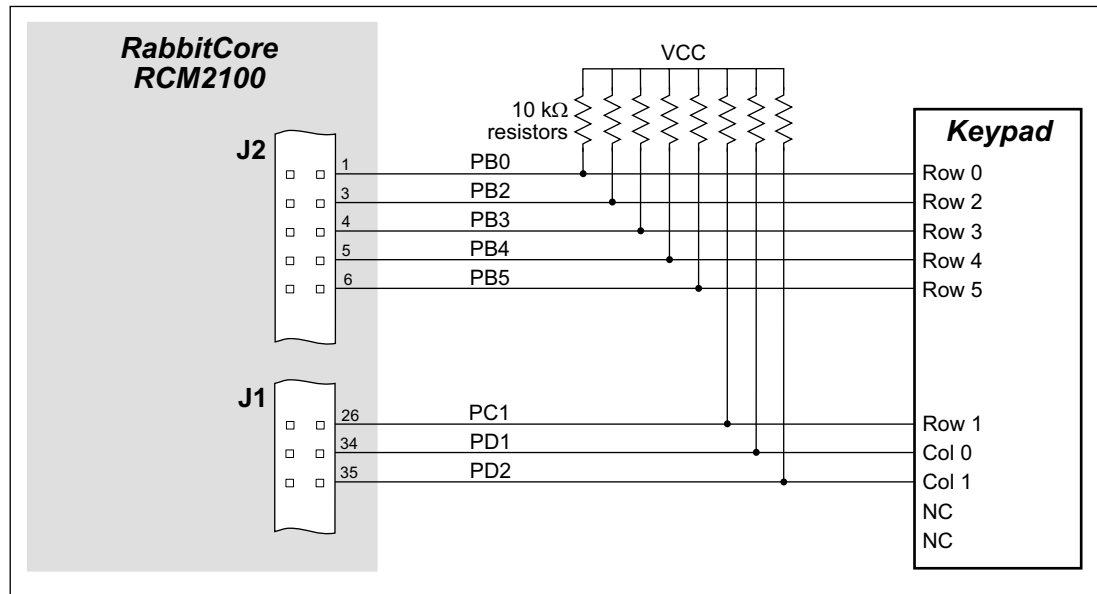 RabbitCore
RCM2100
VCC
10 kΩ
resistors
Keypad
J2
1
PB0
Row 0
3
PB2
Row 2
4
PB3
Row 3
5
PB4
Row 4
6
PB5
Row 5
J1
26
PC1
Row 1
34
PD1
Col 0
35
PD2
Col 1
NC
NC